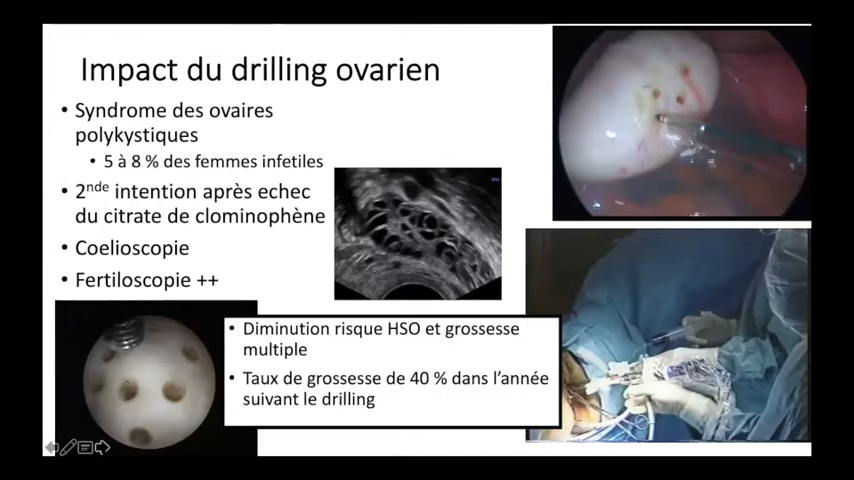 Impact du drilling ovarien
• Syndrome des ovaires
polykystiques
• 5 à 8 % des femmes infetiles
• 2nde intention après echec
du citrate de clominophène
• Coelioscopie
• Fertiloscopie ++
• Diminution risque HSO et grossesse
multiple
• Taux de grossesse de 40 % dans l’année
suivant le drilling